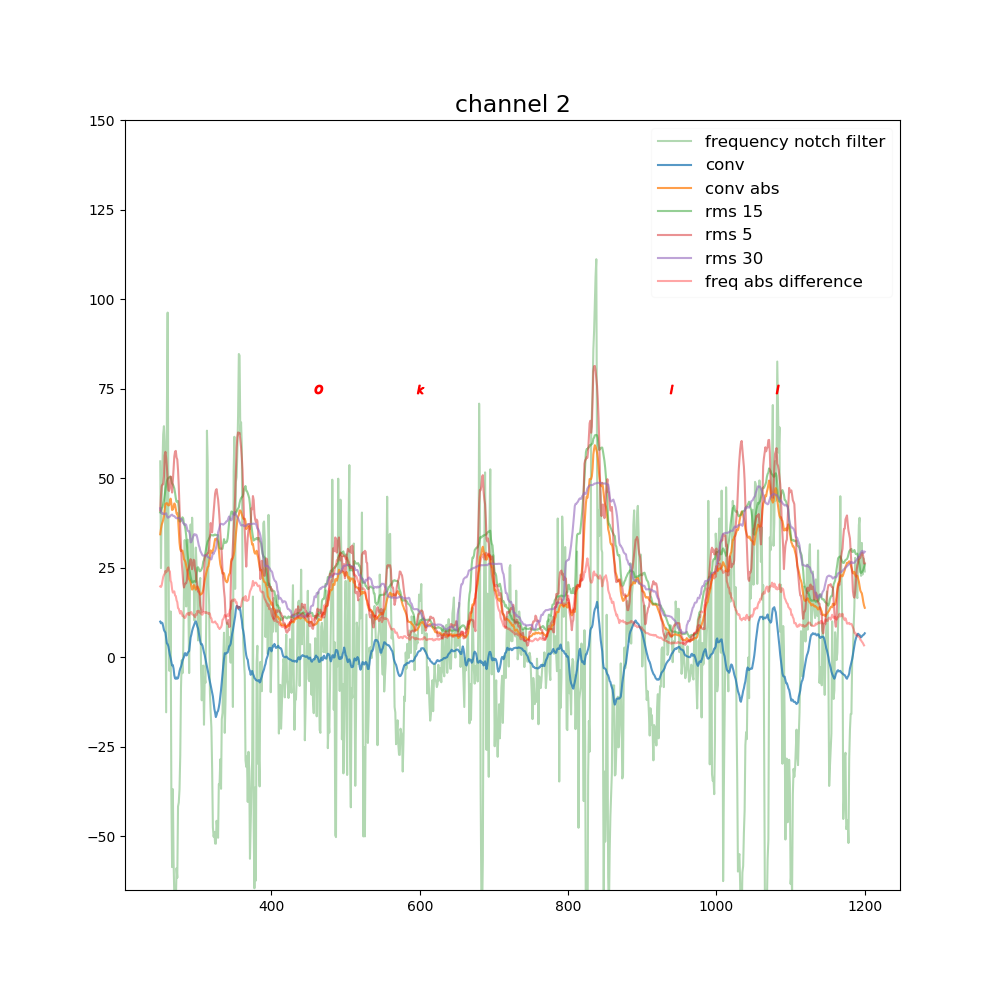 channel 2
150
125
100
75
50
25
0
−25
−50
frequency notch filter
conv
conv abs
rms 15
rms 5
rms 30
freq abs difference
o k l l
400 600 800 1000 1200